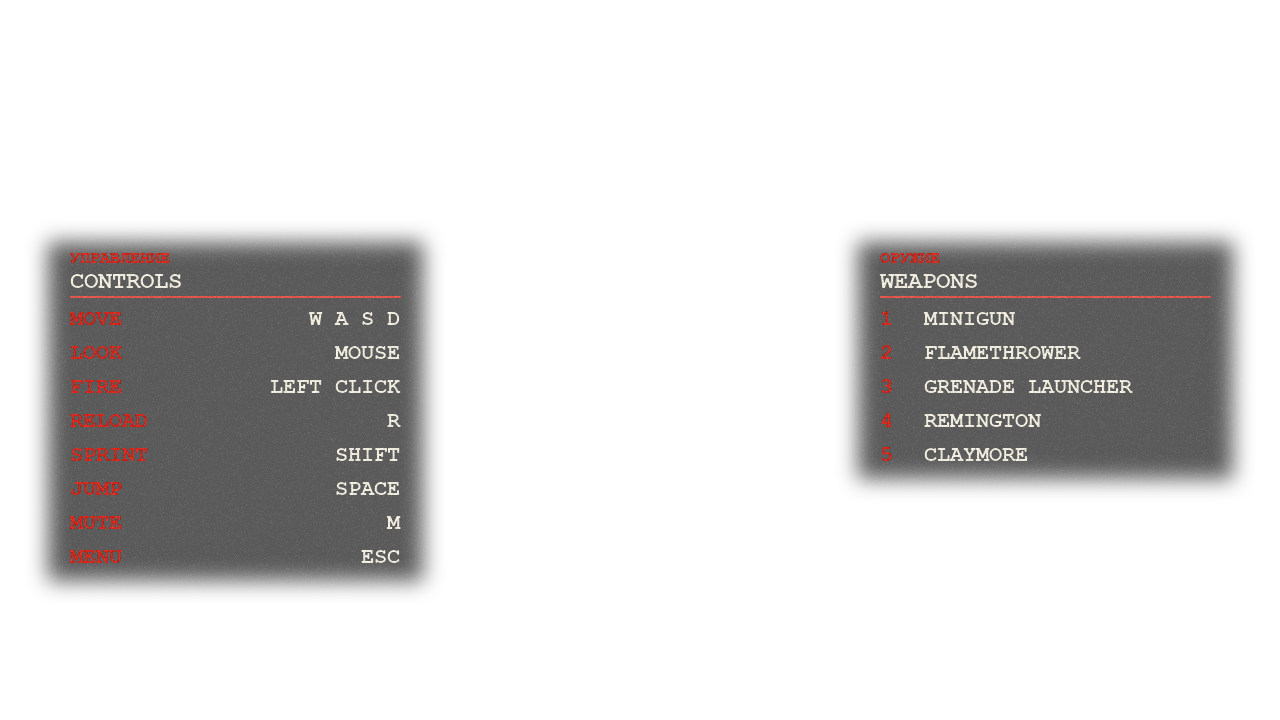 УПРАВЛЕНИЕ
CONTROLS
MOVE W A S D
LOOK MOUSE
FIRE LEFT CLICK
RELOAD R
SPRINT SHIFT
JUMP SPACE
MUTE M
MENU ESC
ОРУЖИЕ
WEAPONS
1 MINIGUN
2 FLAMETHROWER
3 GRENADE LAUNCHER
4 REMINGTON
5 CLAYMORE